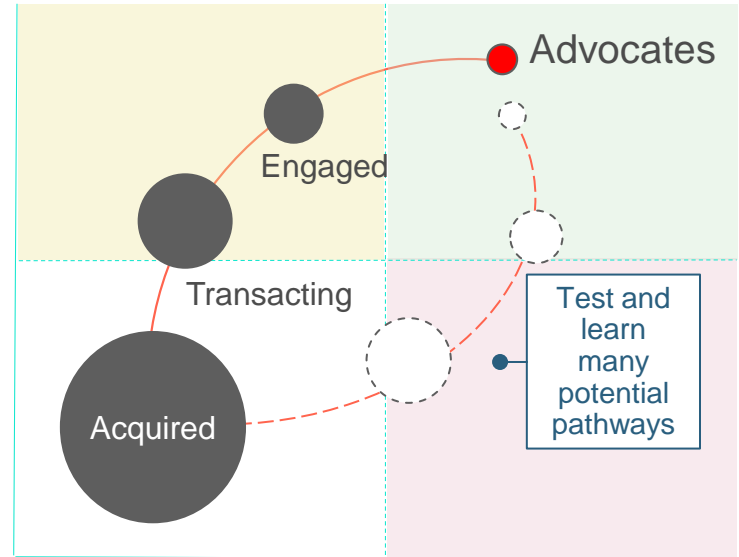 Advocates
Engaged
Transacting
Acquired
Test and
learn
many
potential
pathways